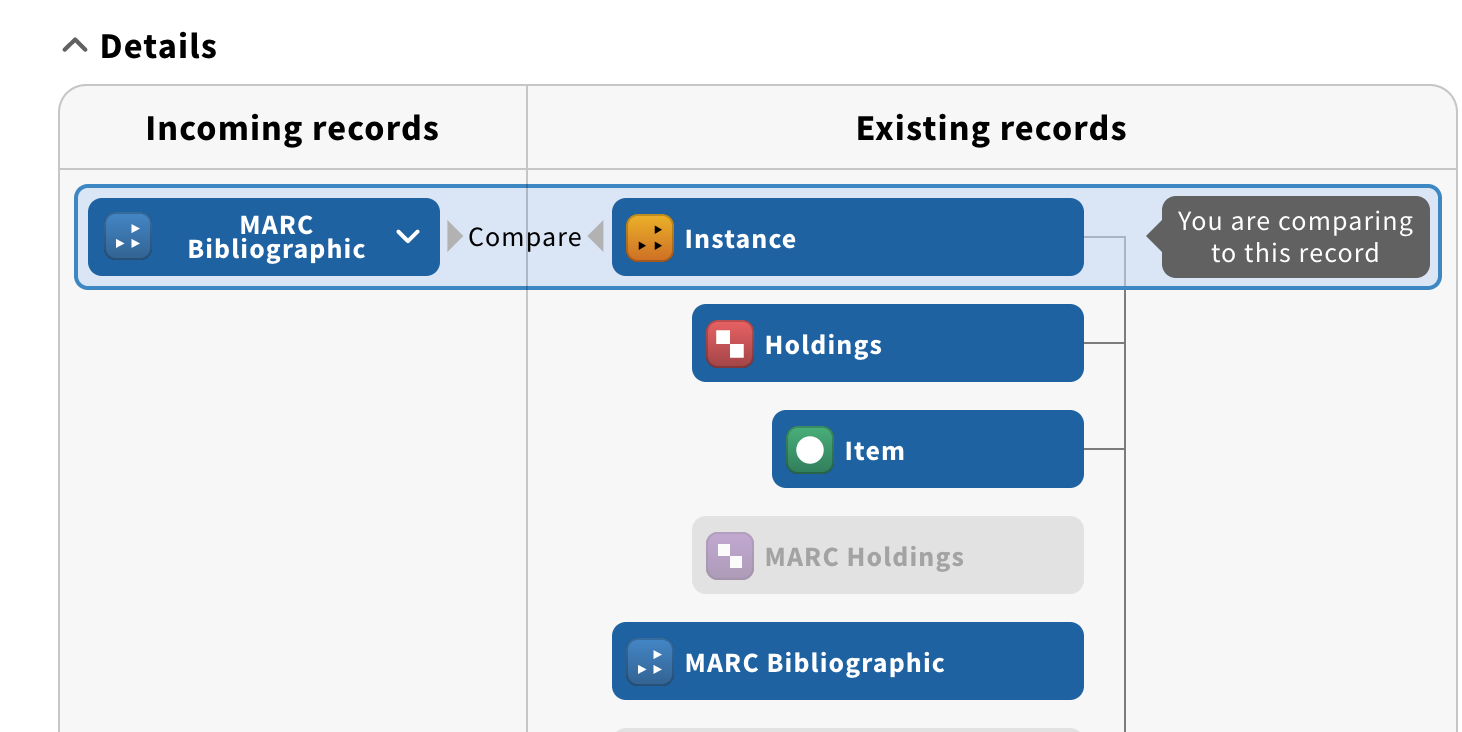 Details
Incoming records
Existing records
MARC
Bibliographic
Compare
Instance
You are comparing
to this record
Holdings
Item
MARC Holdings
MARC Bibliographic